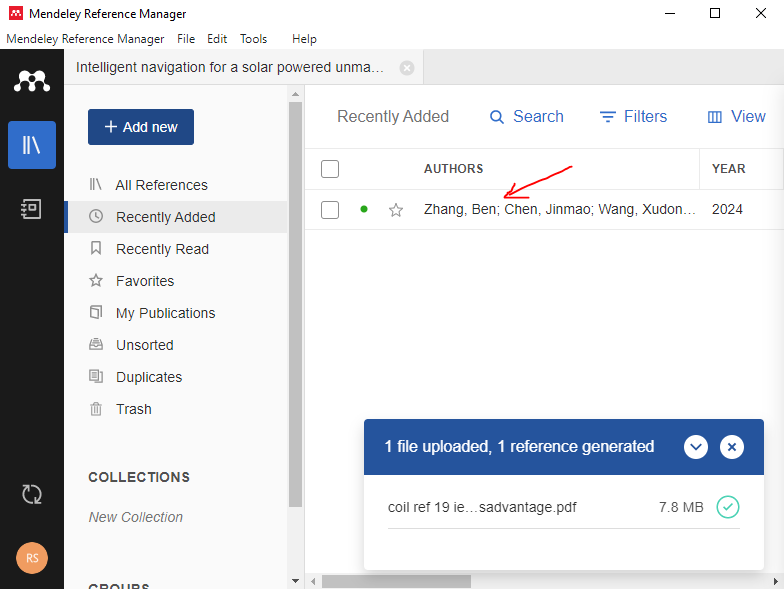 Mendeley Reference Manager
Mendeley Reference Manager File Edit Tools Help
Intelligent navigation for a solar powered unma...
+ Add new
All References
Recently Added
Recently Read
Favorites
My Publications
Unsorted
Duplicates
Trash
COLLECTIONS
New Collection
GROUPS
RS
Recently Added Search Filters View
AUTHORS YEAR
Zhang, Ben; Chen, Jinmao; Wang, Xudon... 2024
1 file uploaded, 1 reference generated
coil ref 19 ie...sadvantage.pdf 7.8 MB